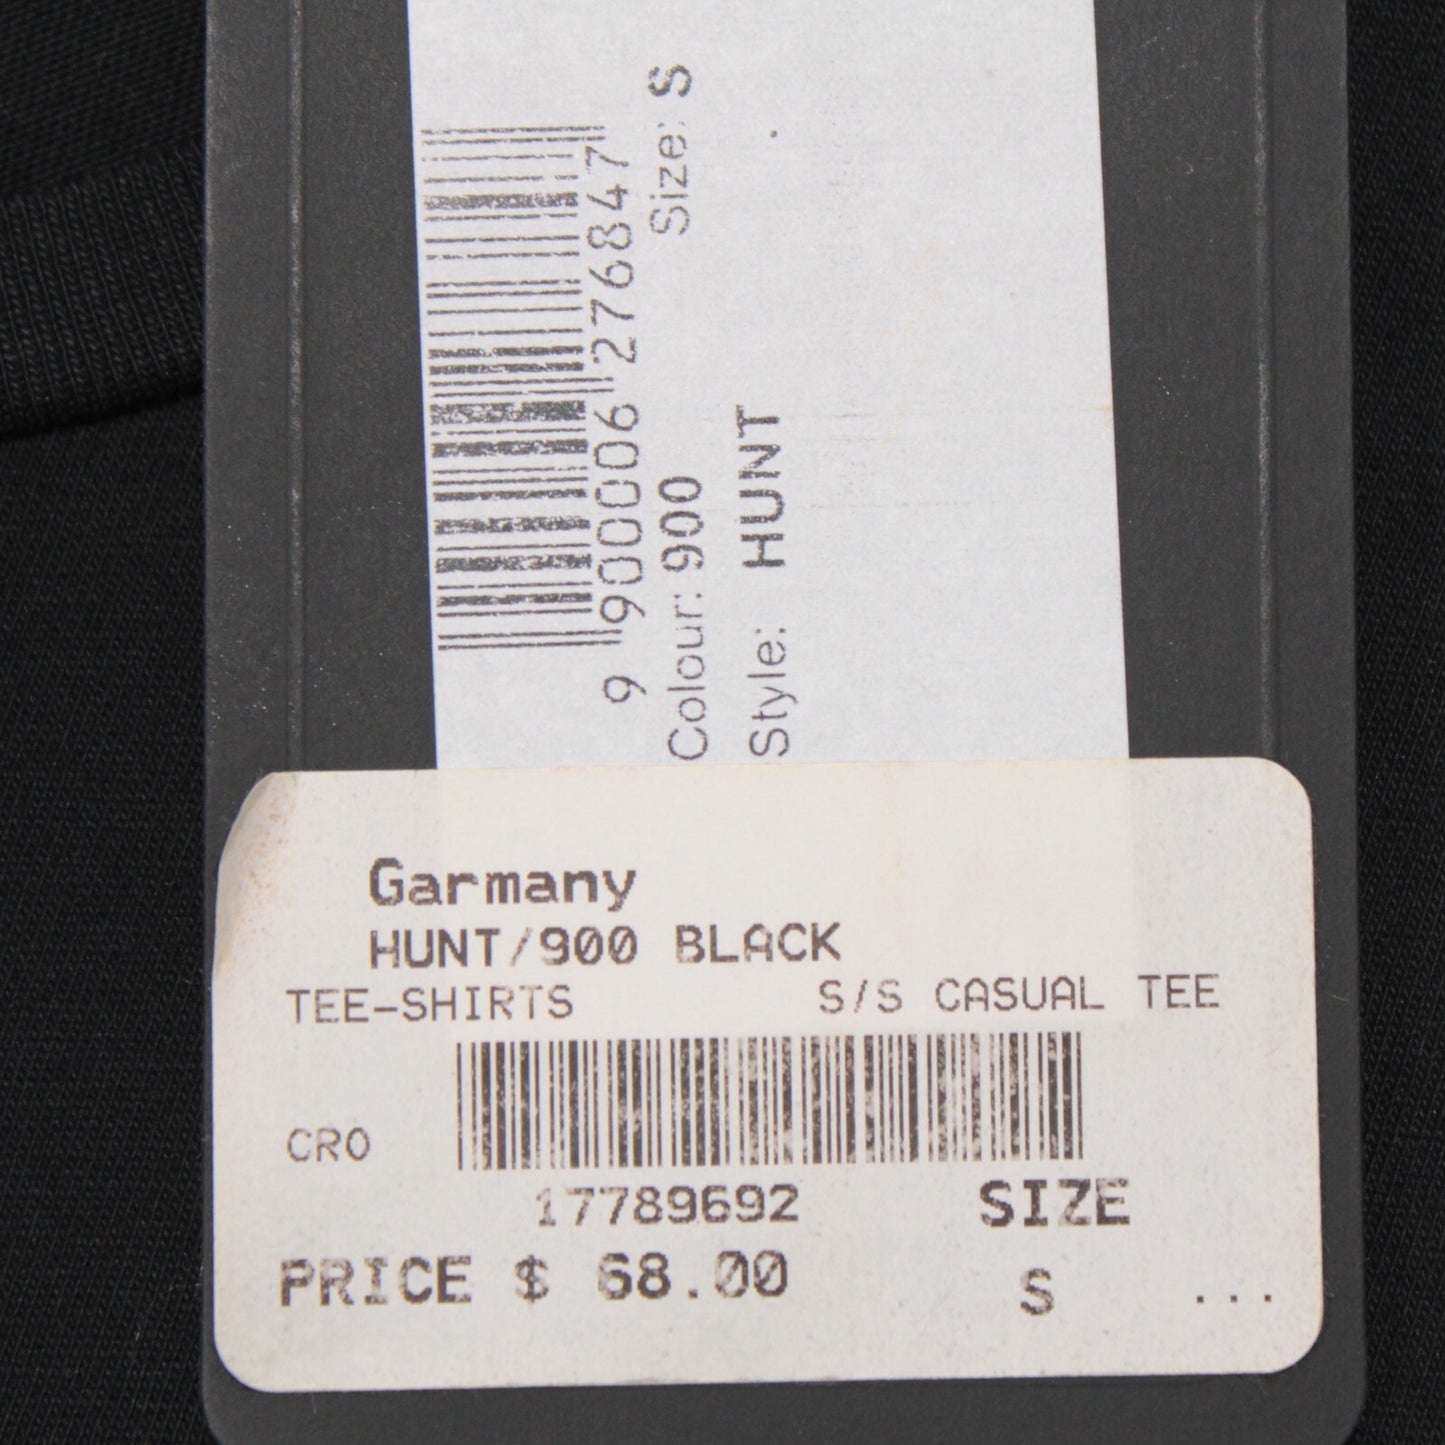 9 900006 276847
Colour: 900 Size: S
Style: HUNT
Garmany
HUNT/900 BLACK
TEE-SHIRTS S/S CASUAL TEE
CRO
17789692 SIZE
PRICE $ 68.00 S ...